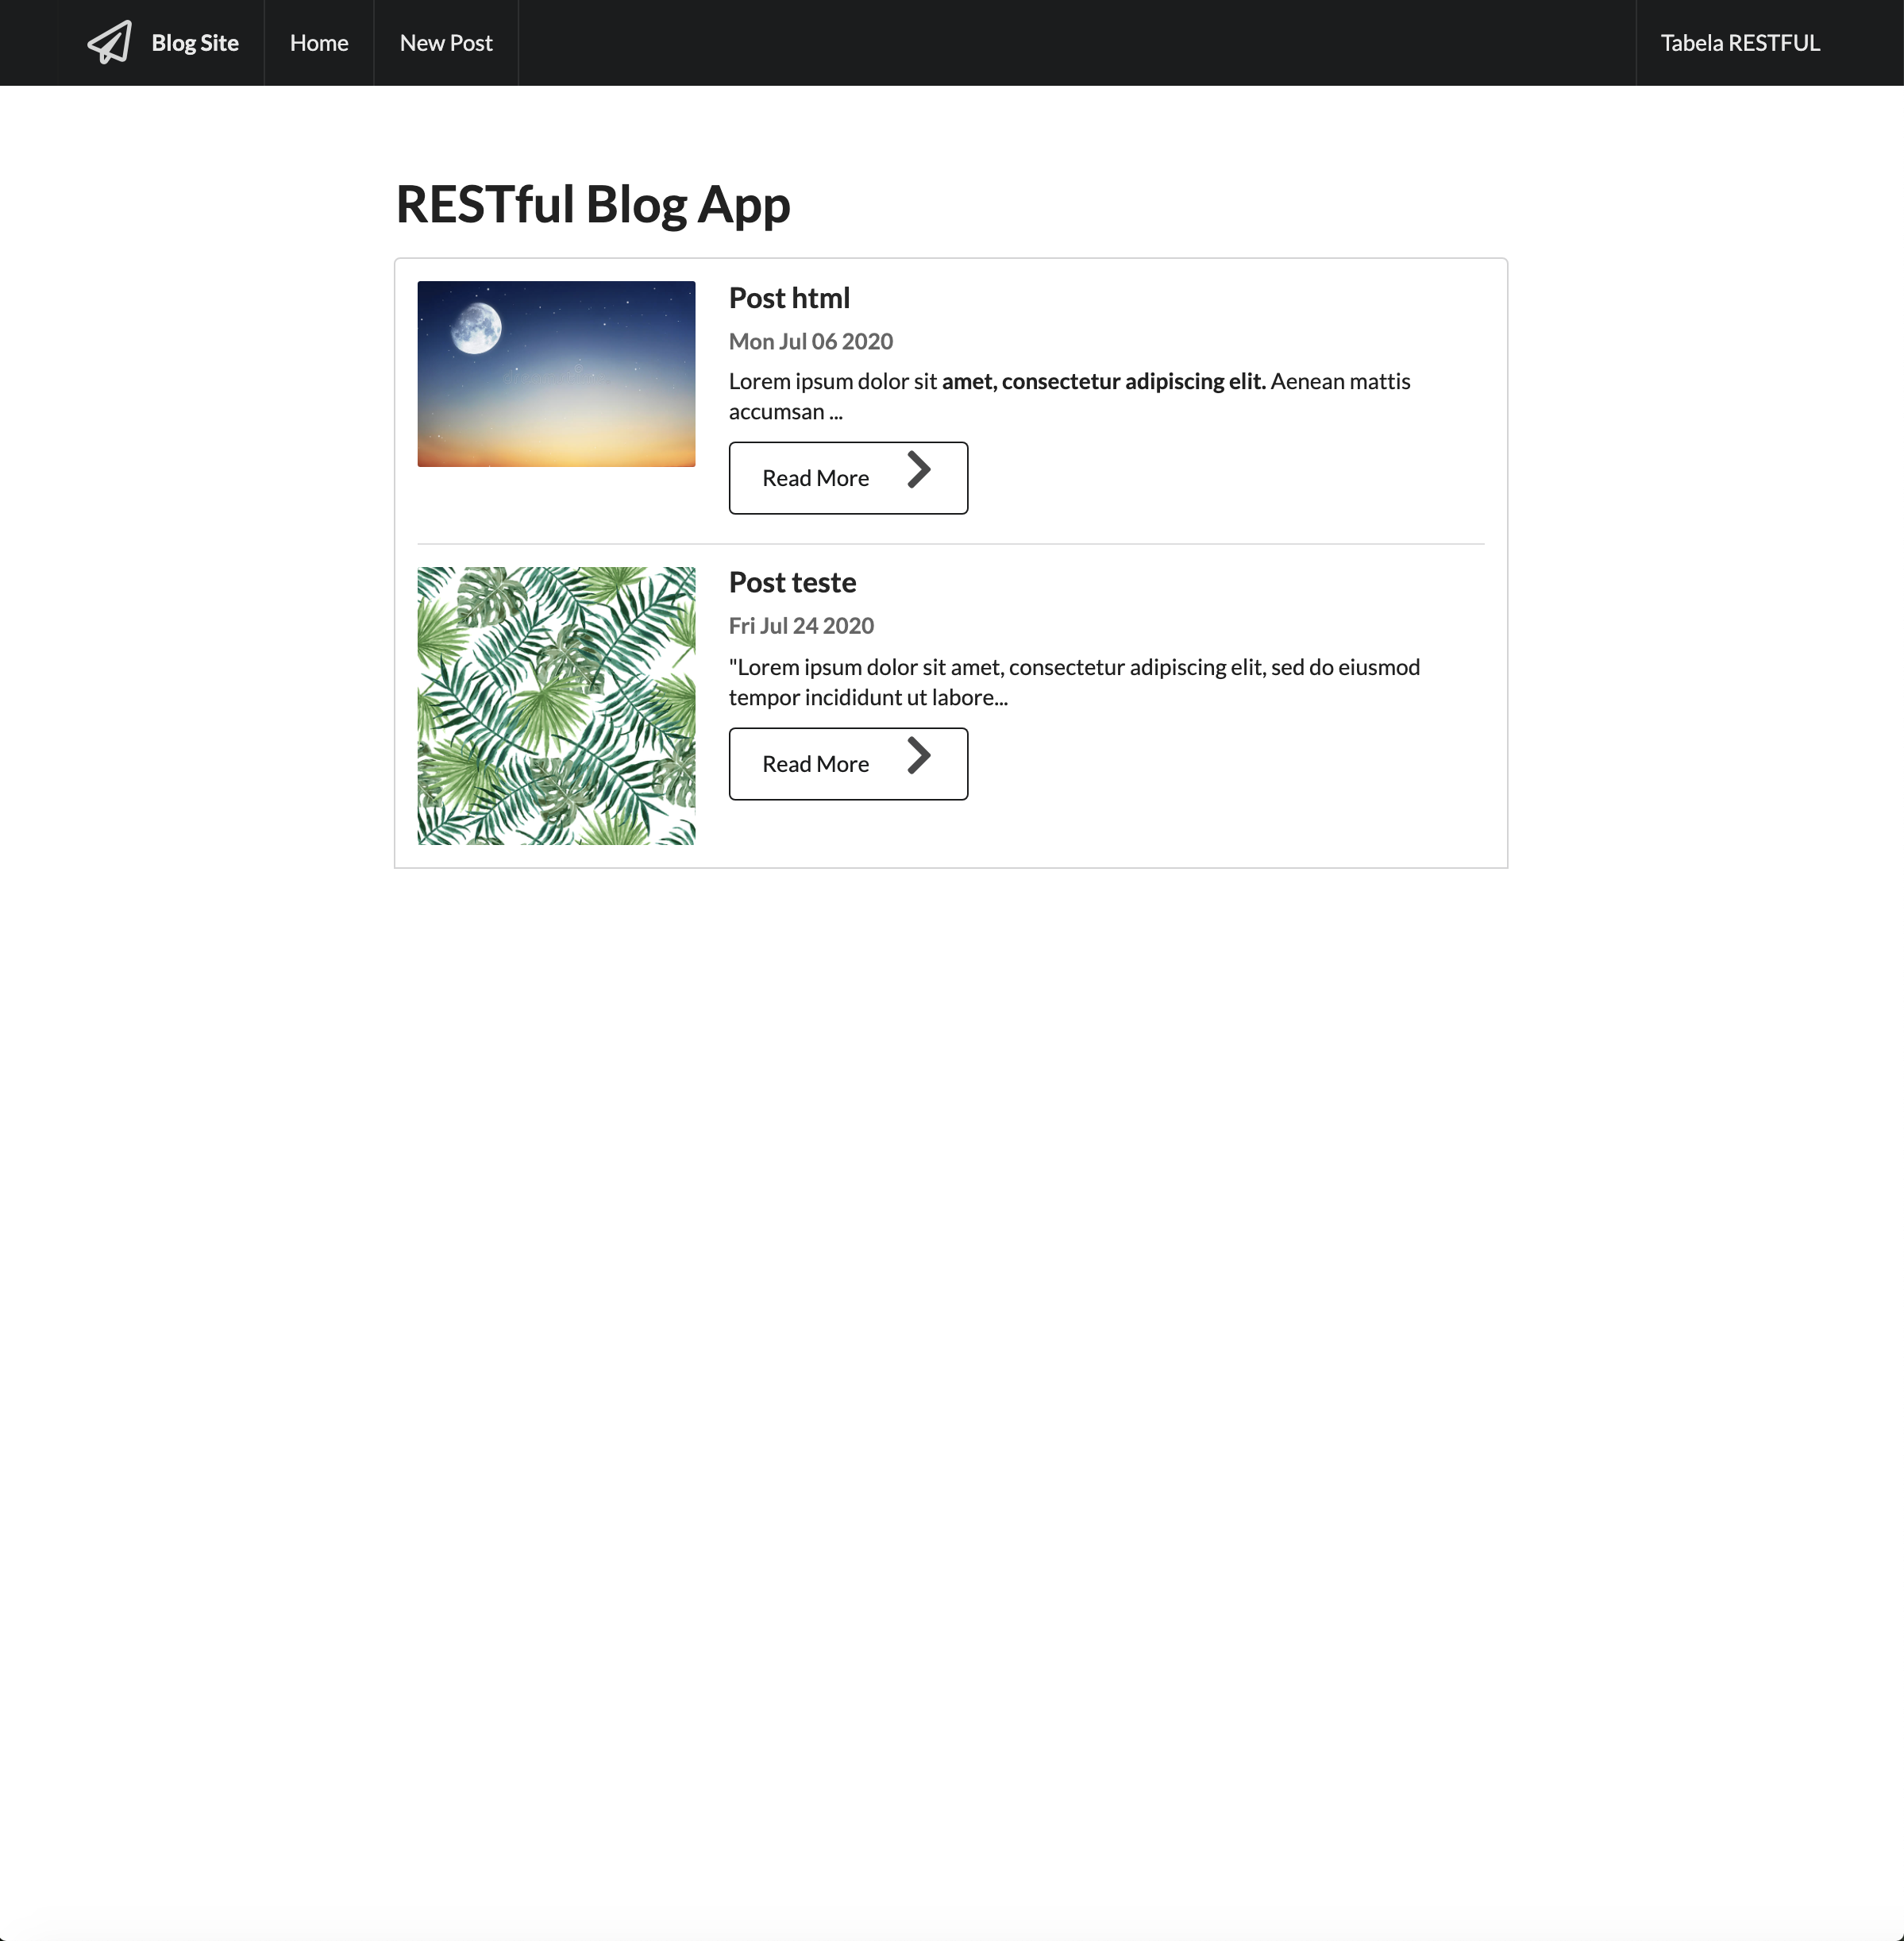 Blog Site
Home
New Post
Tabela RESTFUL
RESTful Blog App
Post html
Mon Jul 06 2020
Lorem ipsum dolor sit amet, consectetur adipiscing elit. Aenean mattis
accumsan ...
Read More
Post teste
Fri Jul 24 2020
"Lorem ipsum dolor sit amet, consectetur adipiscing elit, sed do eiusmod
tempor incididunt ut labore...
Read More